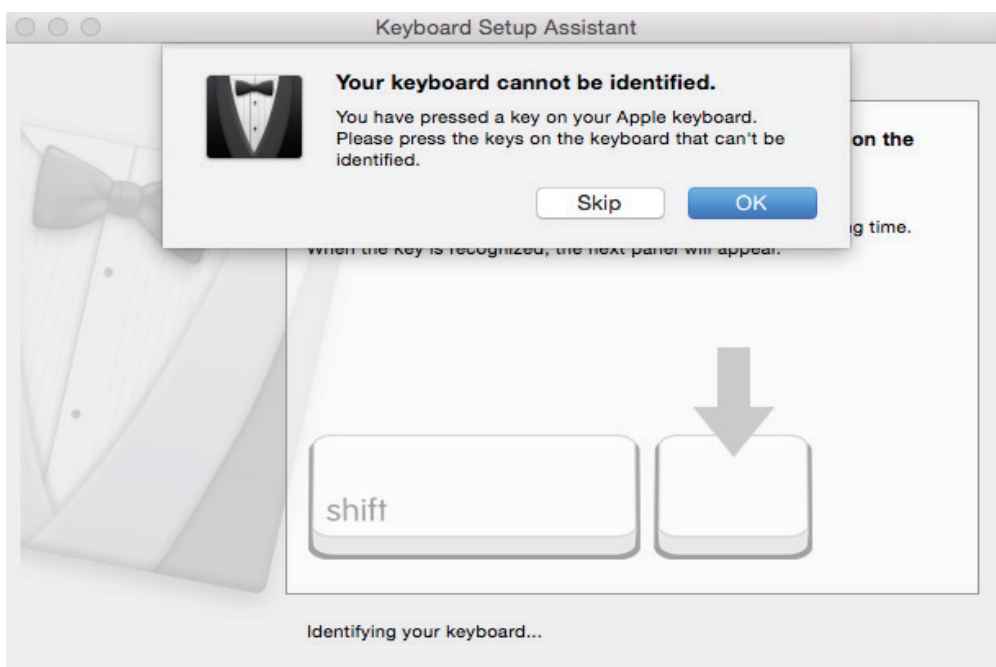 Keyboard Setup Assistant
Your keyboard cannot be identified.
You have pressed a key on your Apple keyboard.
Please press the keys on the keyboard that can't be
identified.
Skip
OK
on the
time.
When the key is recognized, the next panel will appear.
shift
Identifying your keyboard...